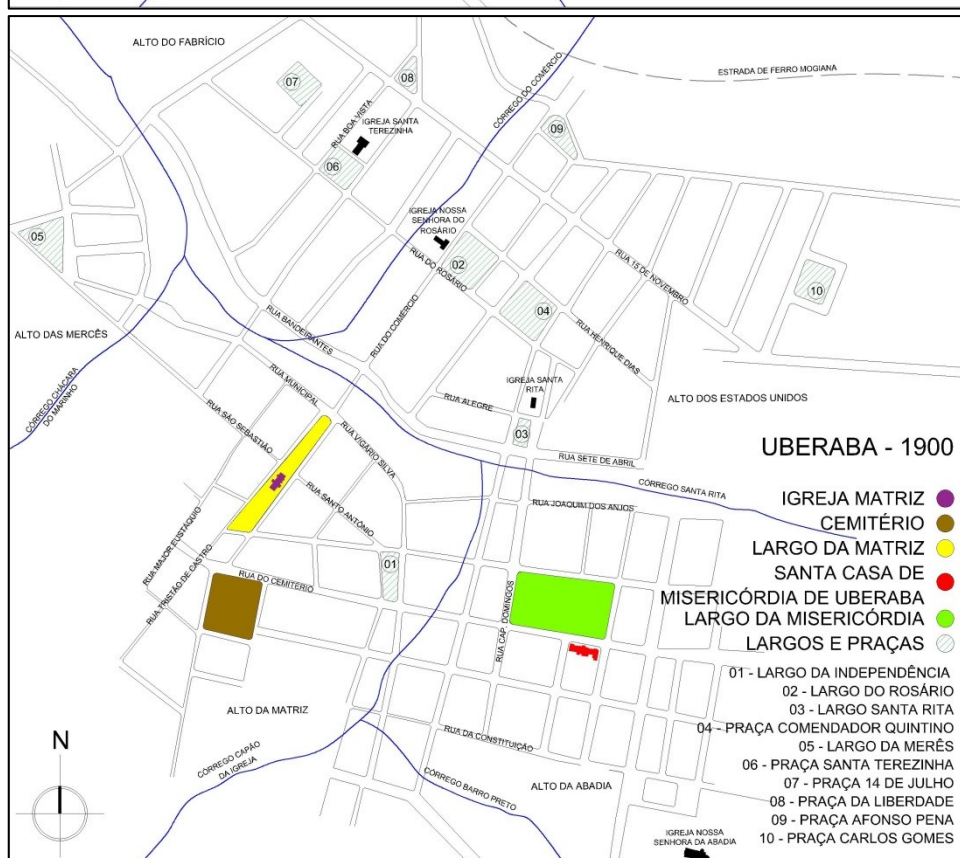 ALTO DO FABRÍCIO
ESTRADA DE FERRO MOGIANA
CÓRREGO DO COMÉRCIO
07
08
RUA BOA VISTA
IGREJA SANTA
TEREZINHA
09
06
05
IGREJA NOSSA
SENHORA DO
ROSÁRIO
02
RUA DO ROSÁRIO
RUA 15 DE NOVEMBRO
10
04
RUA DO COMÉRCIO
RUA BANDEIRANTES
RUA HENRIQUE DIAS
ALTO DAS MERCÊS
CÓRREGO CHÁCARA
DO MARINHO
RUA MUNICIPAL
IGREJA SANTA
RITA
RUA ALEGRE
ALTO DOS ESTADOS UNIDOS
RUA SÃO SEBASTIÃO
RUA VIGÁRIO SILVA
03
RUA SETE DE ABRIL
CÓRREGO SANTA RITA
RUA SANTO ANTÔNIO
RUA JOAQUIM DOS ANJOS
RUA MAJOR EUSTÁQUIO
RUA TRISTÃO DE CASTRO
RUA DO CEMITÉRIO
01
RUA CAP. DOMINGOS
ALTO DA MATRIZ
RUA DA CONSTITUIÇÃO
CÓRREGO CAPÃO
DA IGREJA
CÓRREGO BARRO PRETO
ALTO DA ABADIA
IGREJA NOSSA
SENHORA DA ABADIA
N
UBERABA - 1900
IGREJA MATRIZ
CEMITÉRIO
LARGO DA MATRIZ
SANTA CASA DE
MISERICÓRDIA DE UBERABA
LARGO DA MISERICÓRDIA
LARGOS E PRAÇAS
01 - LARGO DA INDEPENDÊNCIA
02 - LARGO DO ROSÁRIO
03 - LARGO SANTA RITA
04 - PRAÇA COMENDADOR QUINTINO
05 - LARGO DA MERÊS
06 - PRAÇA SANTA TEREZINHA
07 - PRAÇA 14 DE JULHO
08 - PRAÇA DA LIBERDADE
09 - PRAÇA AFONSO PENA
10 - PRAÇA CARLOS GOMES